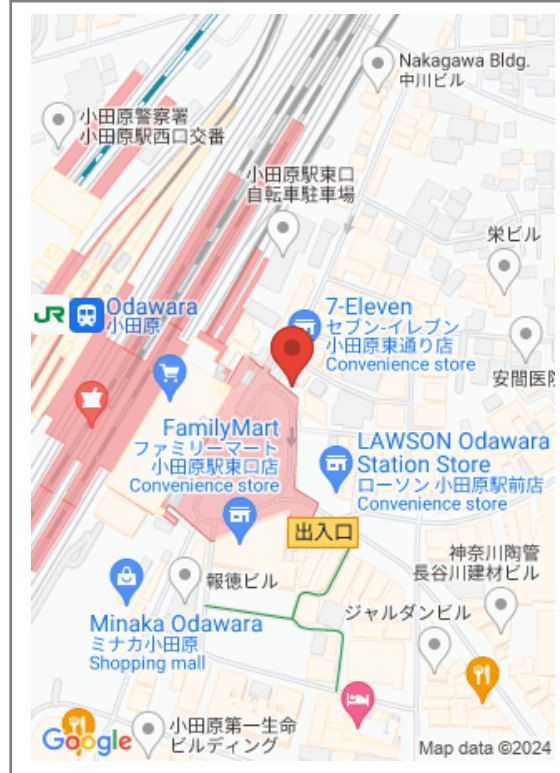 Nakagawa Bldg.
中川ビル
小田原警察署
小田原駅西口交番
小田原駅東口
自転車駐車場
栄ビル
JR
Odawara
小田原
7-Eleven
セブン-イレブン
小田原東通り店
Convenience store
安間医院
FamilyMart
ファミリーマート
小田原駅東口店
Convenience store
LAWSON Odawara
Station Store
ローソン 小田原駅前店
Convenience store
出入口
神奈川陶管
長谷川建材ビル
報徳ビル
ジャルダンビル
Minaka Odawara
ミナカ小田原
Shopping mall
小田原第一生命
ビルディング
Google
Map data ©2024